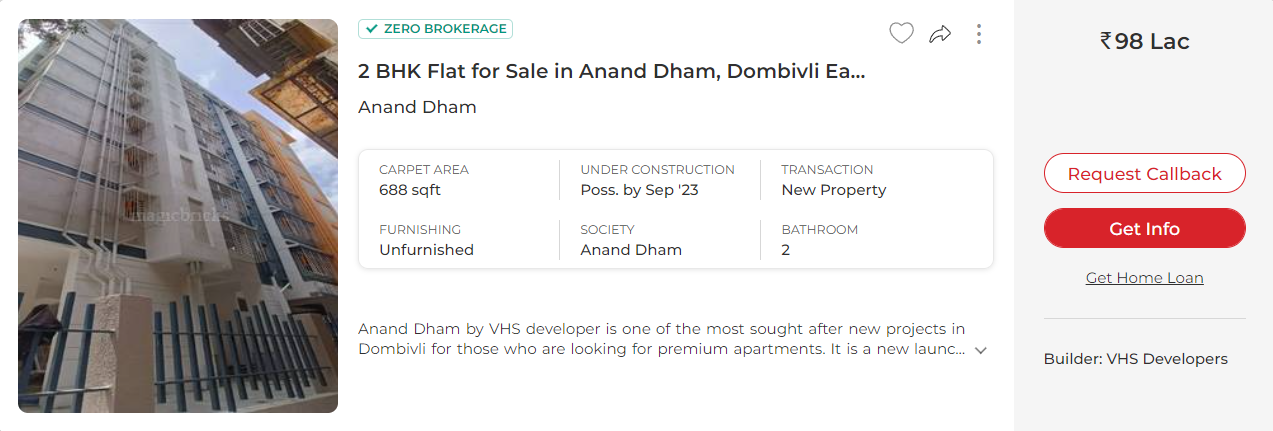 ZERO BROKERAGE
2 BHK Flat for Sale in Anand Dham, Dombivli Ea...
Anand Dham
CARPET AREA
688 sqft
UNDER CONSTRUCTION
Poss. by Sep '23
TRANSACTION
New Property
FURNISHING
Unfurnished
SOCIETY
Anand Dham
BATHROOM
2
Anand Dham by VHS developer is one of the most sought after new projects in
Dombivli for those who are looking for premium apartments. It is a new launc...
magicbricks
₹98 Lac
Request Callback
Get Info
Get Home Loan
Builder: VHS Developers